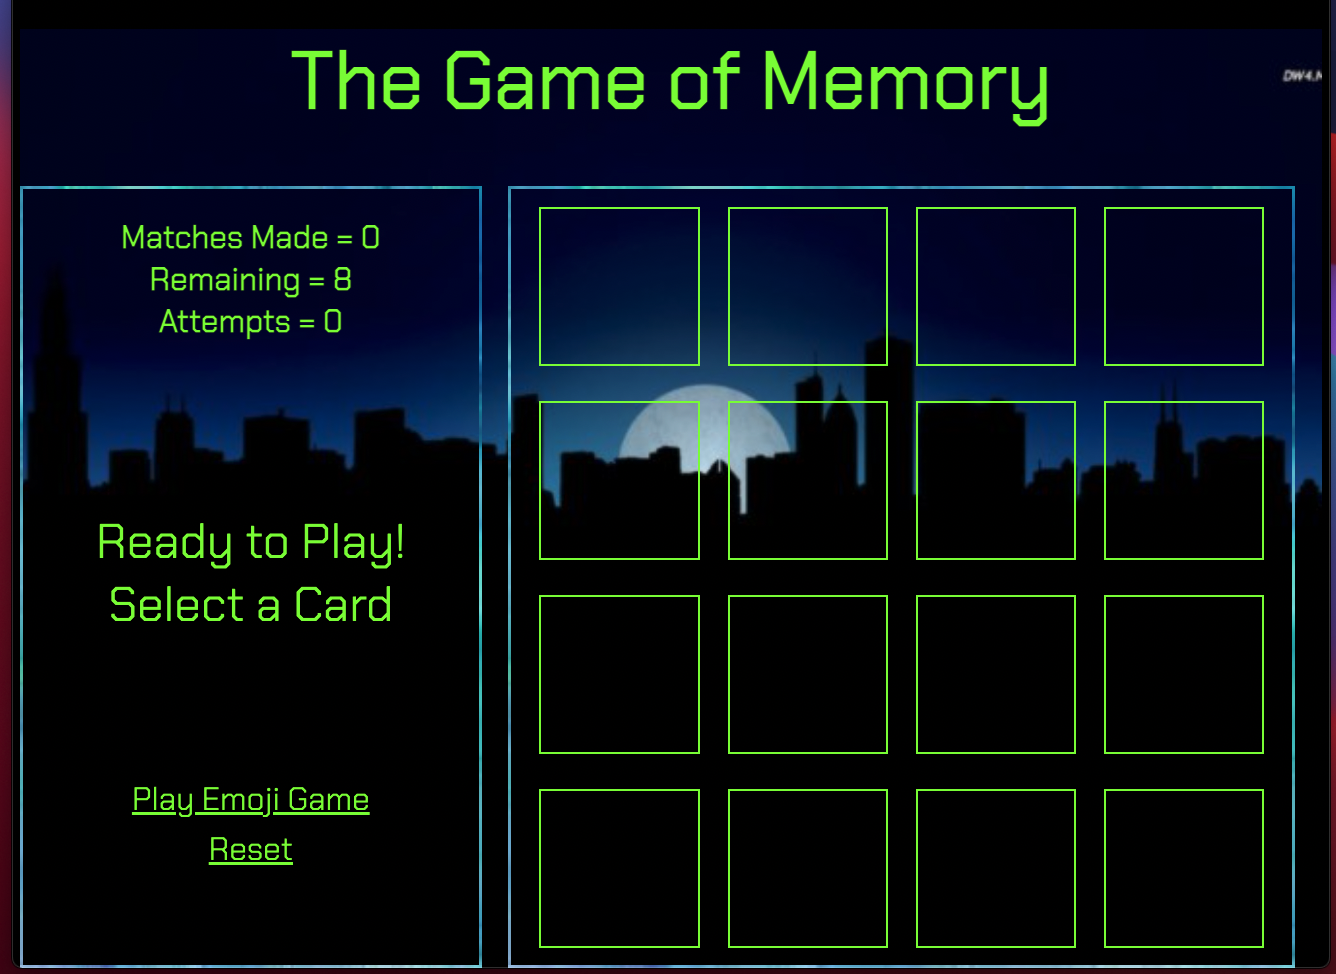 The Game of Memory
Matches Made = 0
Remaining = 8
Attempts = 0
Ready to Play!
Select a Card
Play Emoji Game
Reset